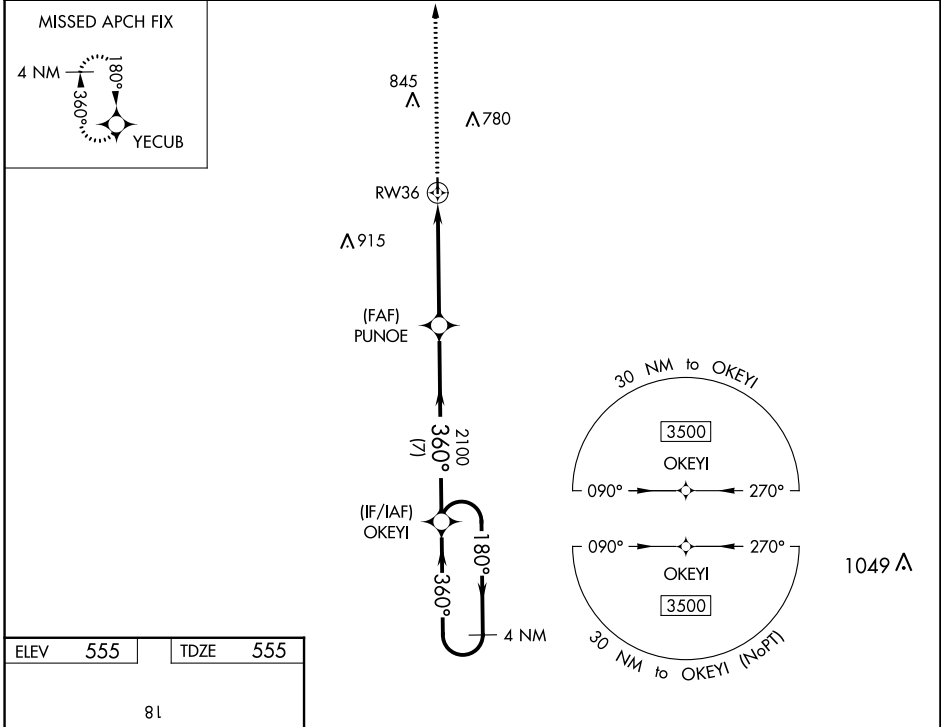 MISSED APCH FIX
4 NM
180°
360°
YECUB
845
780
RW36
915
(FAF)
PUNOE
2100
360°
(7)
(IF/IAF)
OKEYI
180°
360°
4 NM
30 NM to OKEYI
3500
OKEYI
090°
270°
090°
270°
OKEYI
3500
30 NM to OKEYI (NoPT)
1049
ELEV 555
TDZE 555
18